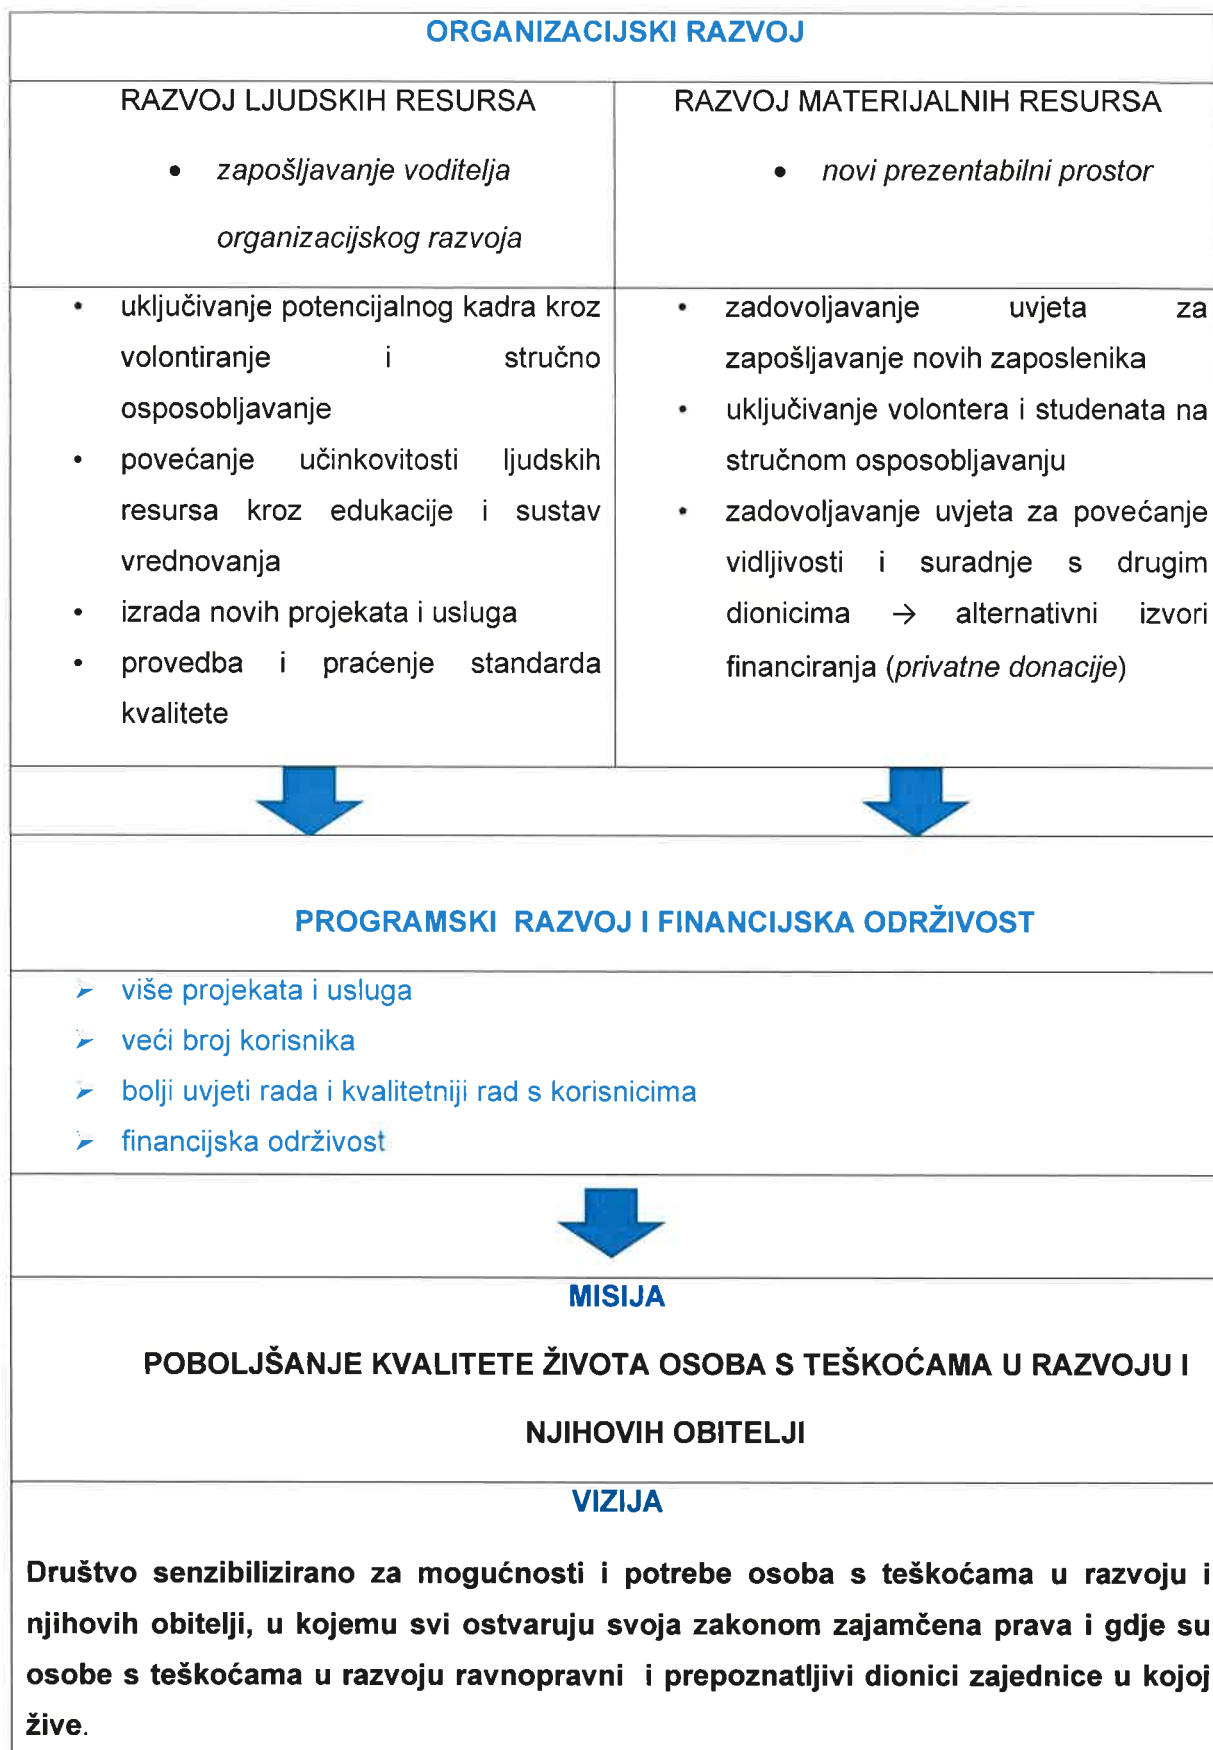 ORGANIZACIJSKI RAZVOJ
RAZVOJ LJUDSKIH RESURSA
• zapošljavanje voditelja
organizacijskog razvoja
RAZVOJ MATERIJALNIH RESURSA
• novi prezentabilni prostor
• uključivanje potencijalnog kadra kroz
volontiranje i stručno
osposobljavanje
• povećanje učinkovitosti ljudskih
resursa kroz edukacije i sustav
vrednovanja
• izrada novih projekata i usluga
• provedba i praćenje standarda
kvalitete
• zadovoljavanje uvjeta za
zapošljavanje novih zaposlenika
• uključivanje volontera i studenata na
stručnom osposobljavanju
• zadovoljavanje uvjeta za povećanje
vidljivosti i suradnje s drugim
dionicima → alternativni izvori
financiranja (privatne donacije)
PROGRAMSKI RAZVOJ I FINANCIJSKA ODRŽIVOST
➢ više projekata i usluga
➢ veći broj korisnika
➢ bolji uvjeti rada i kvalitetniji rad s korisnicima
➢ financijska održivost
MISIJA
POBOLJŠANJE KVALITETE ŽIVOTA OSOBA S TEŠKOĆAMA U RAZVOJU I
NJIHOVIH OBITELJI
VIZIJA
Društvo senzibilizirano za mogućnosti i potrebe osoba s teškoćama u razvoju i
njihovih obitelji, u kojemu svi ostvaruju svoja zakonom zajamčena prava i gdje su
osobe s teškoćama u razvoju ravnopravni i prepoznatljivi dionici zajednice u kojoj
žive.